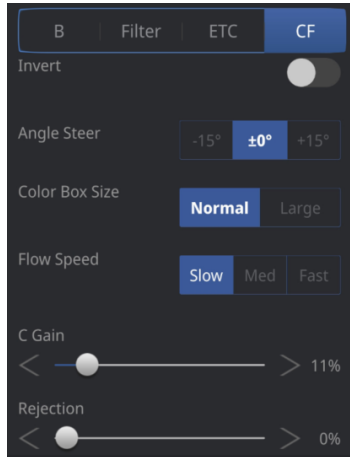 B Filter ETC CF
Invert
Angle Steer -15° ±0° +15°
Color Box Size
Normal Large
Flow Speed
Slow Med Fast
C Gain
11%
Rejection
0%